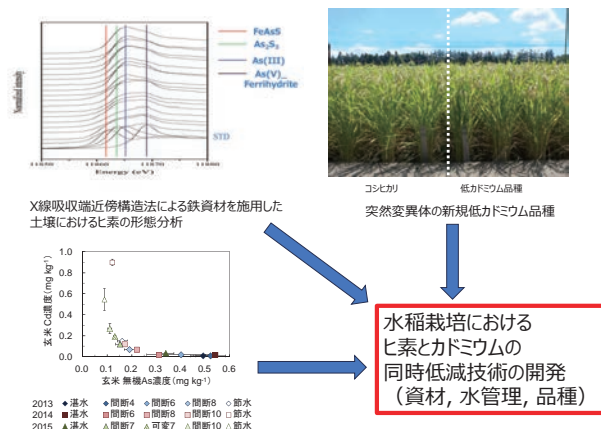 FeAsS
As₂S₃
As(III)
As(V)_
Ferrihydrite
STD
Normalized intensity
11850 11860 11870 11880
Energy (eV)
X線吸収端近傍構造法による鉄資材を施用した
土壌におけるヒ素の形態分析
コシヒカリ 低カドミウム品種
突然変異体の新規低カドミウム品種
玄米Cd濃度(mg kg⁻¹)
1.0
0.8
0.6
0.4
0.2
0.0
0.0 0.1 0.2 0.3 0.4 0.5 0.6
玄米 無機As濃度(mg kg⁻¹)
2013 湛水 間断4 間断6 間断8 節水
2014 湛水 間断6 間断8 間断10 節水
2015 湛水 間断7 可変7 間断10 節水
水稲栽培における
ヒ素とカドミウムの
同時低減技術の開発
(資材, 水管理, 品種)